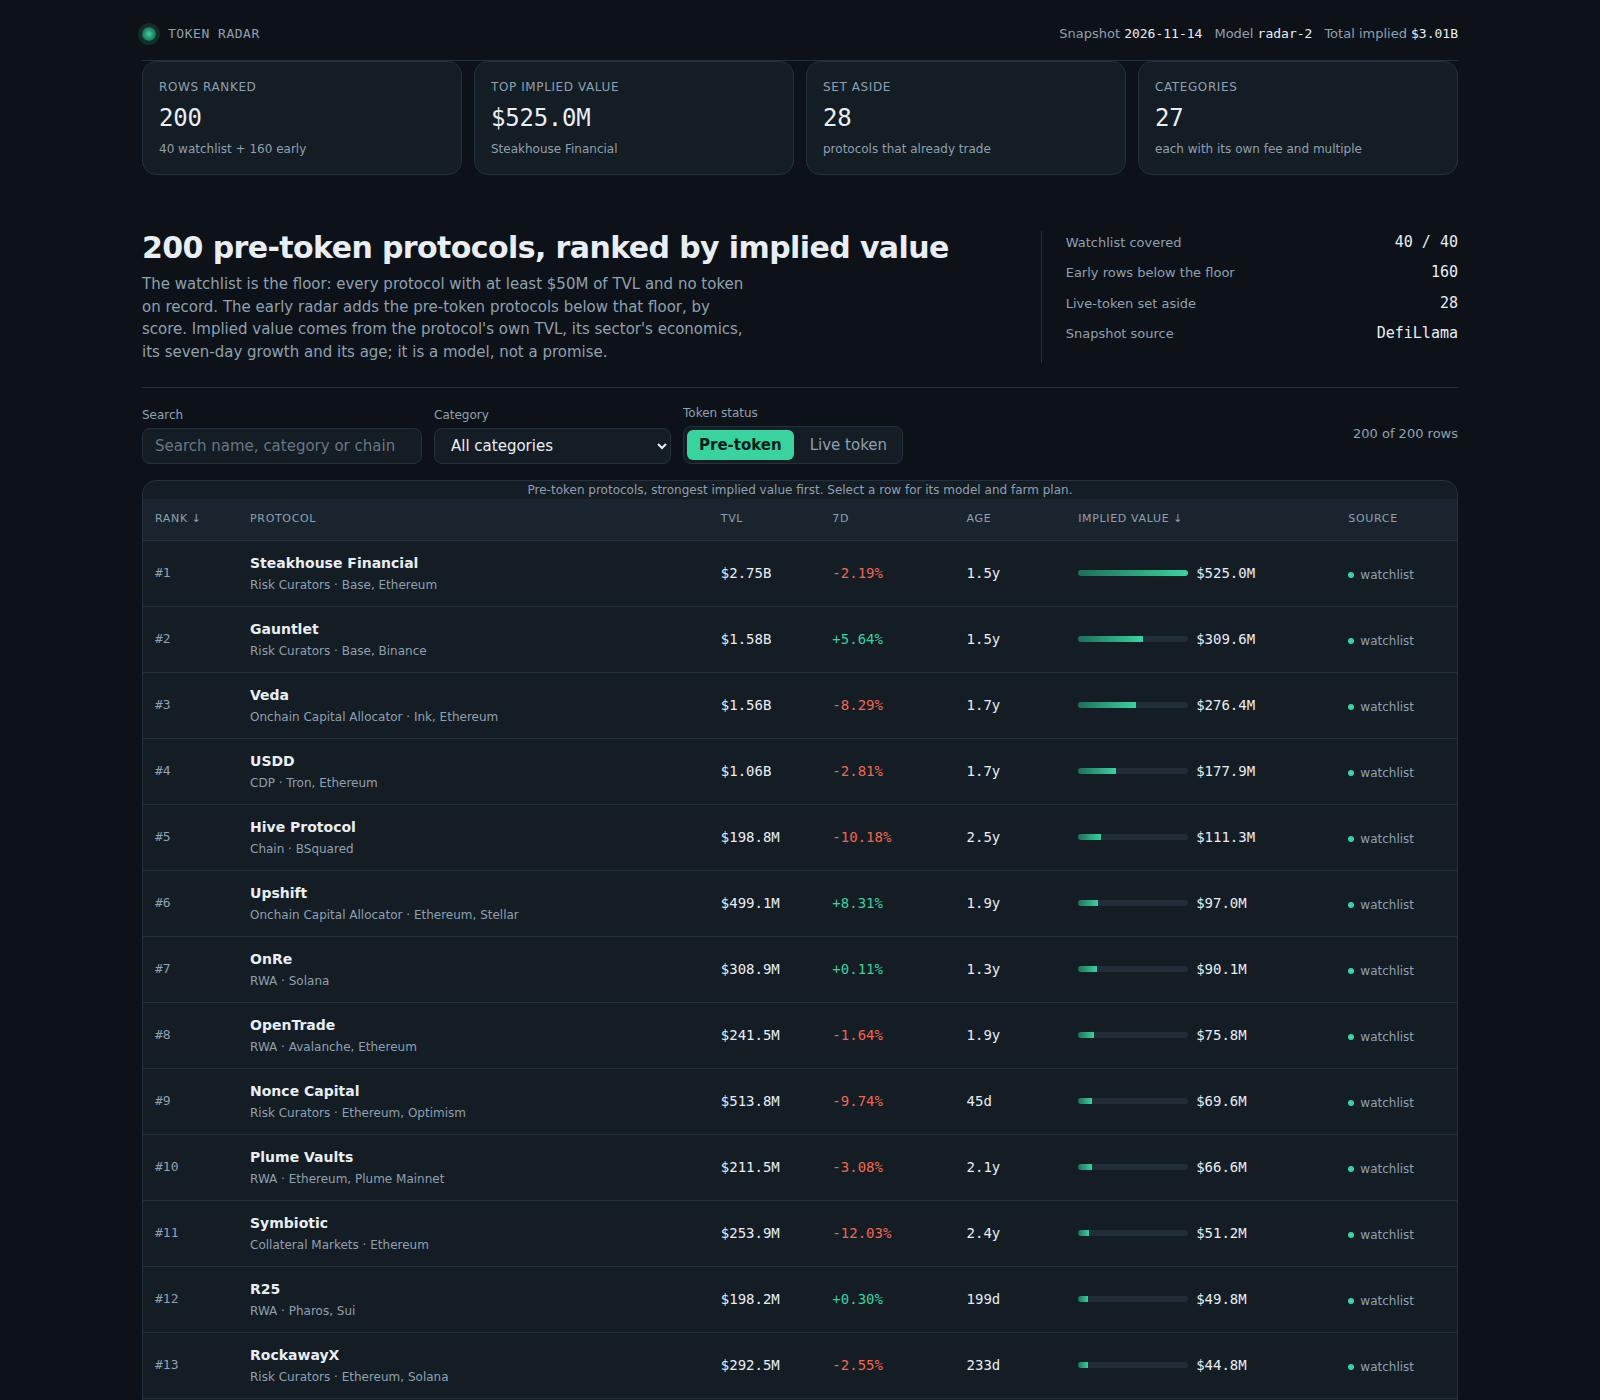 TOKEN RADAR
Snapshot 2026-11-14 Model radar-2 Total implied $3.01B
ROWS RANKED
200
40 watchlist + 160 early
TOP IMPLIED VALUE
$525.0M
Steakhouse Financial
SET ASIDE
28
protocols that already trade
CATEGORIES
27
each with its own fee and multiple
200 pre-token protocols, ranked by implied value
The watchlist is the floor: every protocol with at least $50M of TVL and no token
on record. The early radar adds the pre-token protocols below that floor, by
score. Implied value comes from the protocol's own TVL, its sector's economics,
its seven-day growth and its age; it is a model, not a promise.
Watchlist covered 40 / 40
Early rows below the floor 160
Live-token set aside 28
Snapshot source DefiLlama
Search
Search name, category or chain
Category
All categories
Token status
Pre-token Live token
200 of 200 rows
Pre-token protocols, strongest implied value first. Select a row for its model and farm plan.
RANK ↓ PROTOCOL TVL 7D AGE IMPLIED VALUE ↓ SOURCE
#1 Steakhouse Financial $2.75B -2.19% 1.5y $525.0M watchlist
Risk Curators · Base, Ethereum
#2 Gauntlet $1.58B +5.64% 1.5y $309.6M watchlist
Risk Curators · Base, Binance
#3 Veda $1.56B -8.29% 1.7y $276.4M watchlist
Onchain Capital Allocator · Ink, Ethereum
#4 USDD $1.06B -2.81% 1.7y $177.9M watchlist
CDP · Tron, Ethereum
#5 Hive Protocol $198.8M -10.18% 2.5y $111.3M watchlist
Chain · BSquared
#6 Upshift $499.1M +8.31% 1.9y $97.0M watchlist
Onchain Capital Allocator · Ethereum, Stellar
#7 OnRe $308.9M +0.11% 1.3y $90.1M watchlist
RWA · Solana
#8 OpenTrade $241.5M -1.64% 1.9y $75.8M watchlist
RWA · Avalanche, Ethereum
#9 Nonce Capital $513.8M -9.74% 45d $69.6M watchlist
Risk Curators · Ethereum, Optimism
#10 Plume Vaults $211.5M -3.08% 2.1y $66.6M watchlist
RWA · Ethereum, Plume Mainnet
#11 Symbiotic $253.9M -12.03% 2.4y $51.2M watchlist
Collateral Markets · Ethereum
#12 R25 $198.2M +0.30% 199d $49.8M watchlist
RWA · Pharos, Sui
#13 RockawayX $292.5M -2.55% 233d $44.8M watchlist
Risk Curators · Ethereum, Solana